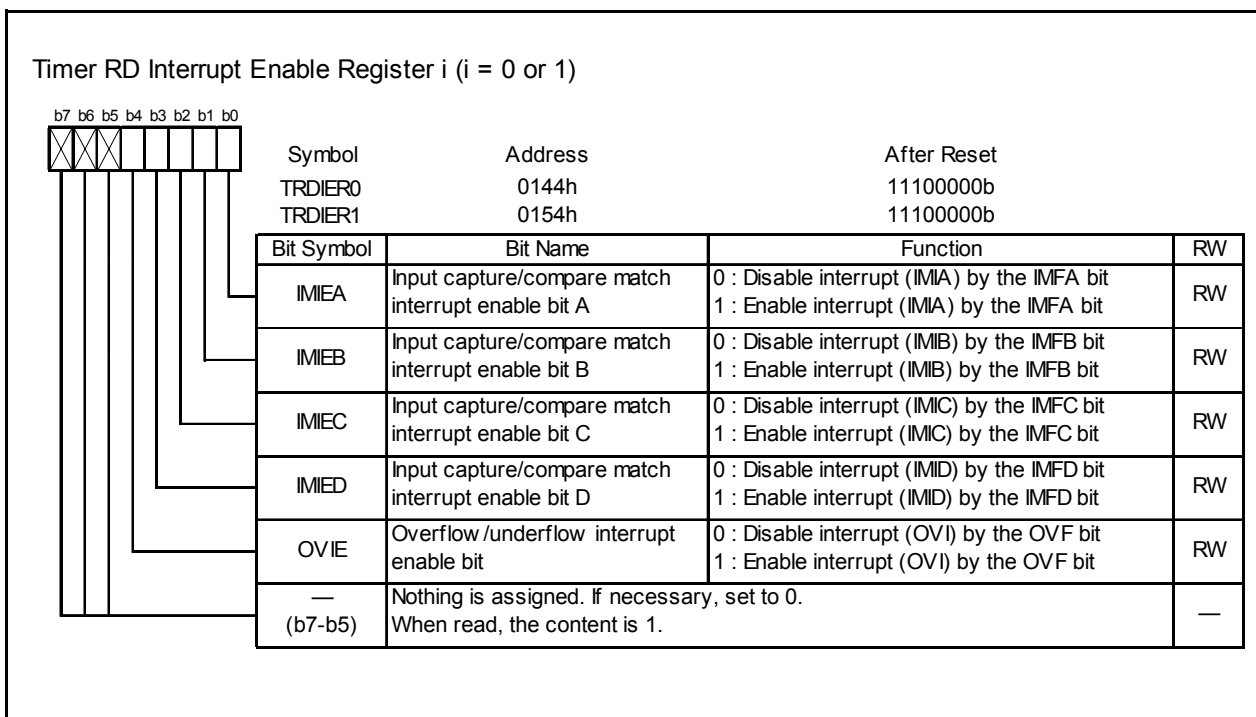 Timer RD Interrupt Enable Register i (i = 0 or 1)
b7 b6 b5 b4 b3 b2 b1 b0
Symbol Address After Reset
TRDIER0 0144h 11100000b
TRDIER1 0154h 11100000b
Bit Symbol Bit Name Function RW
IMIEA Input capture/compare match interrupt enable bit A 0 : Disable interrupt (IMIA) by the IMFA bit RW
1 : Enable interrupt (IMIA) by the IMFA bit
IMIEB Input capture/compare match interrupt enable bit B 0 : Disable interrupt (IMIB) by the IMFB bit RW
1 : Enable interrupt (IMIB) by the IMFB bit
IMIEC Input capture/compare match interrupt enable bit C 0 : Disable interrupt (IMIC) by the IMFC bit RW
1 : Enable interrupt (IMIC) by the IMFC bit
IMIED Input capture/compare match interrupt enable bit D 0 : Disable interrupt (IMID) by the IMFD bit RW
1 : Enable interrupt (IMID) by the IMFD bit
OVIE Overflow/underflow interrupt enable bit 0 : Disable interrupt (OVI) by the OVF bit RW
1 : Enable interrupt (OVI) by the OVF bit
— (b7-b5) Nothing is assigned. If necessary, set to 0. —
When read, the content is 1.